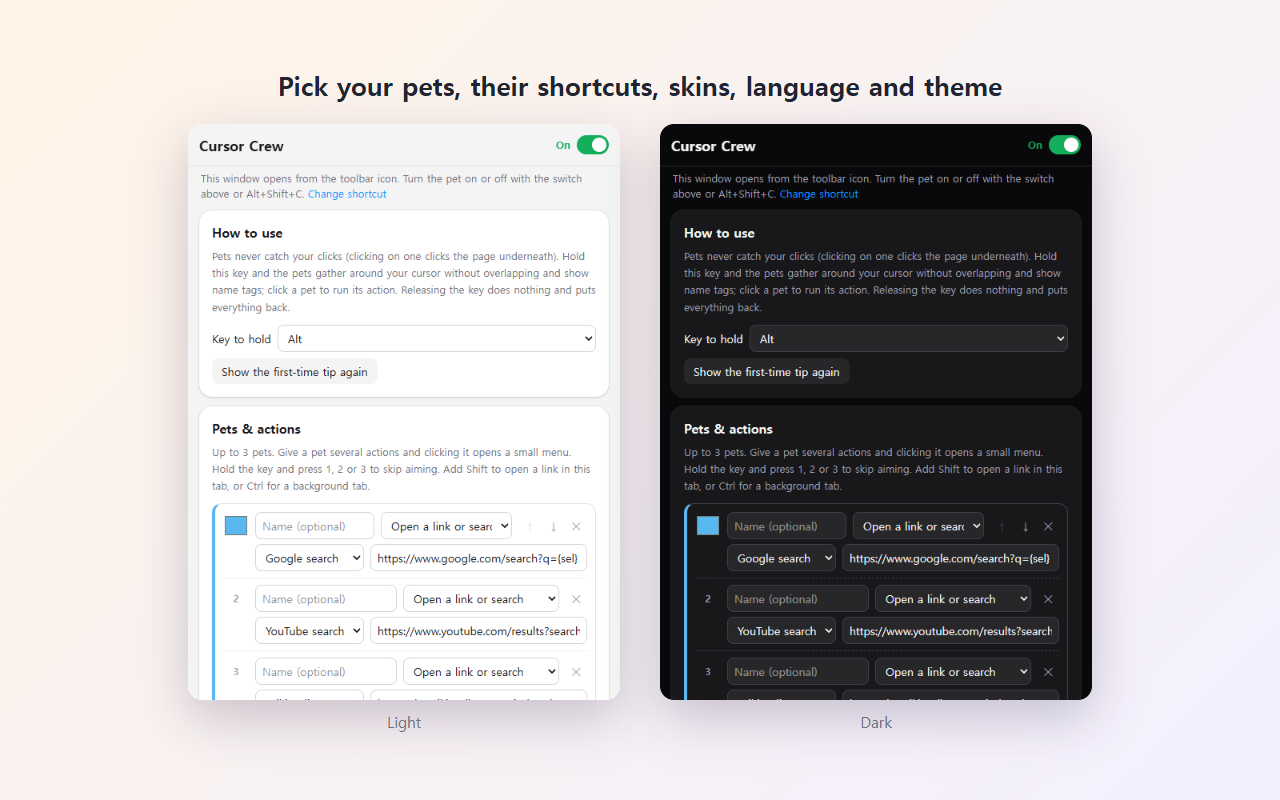 Pick your pets, their shortcuts, skins, language and theme
Cursor Crew
On
This window opens from the toolbar icon. Turn the pet on or off with the switch
above or Alt+Shift+C. Change shortcut
How to use
Pets never catch your clicks (clicking on one clicks the page underneath). Hold
this key and the pets gather around your cursor without overlapping and show
name tags; click a pet to run its action. Releasing the key does nothing and puts
everything back.
Key to hold Alt
Show the first-time tip again
Pets & actions
Up to 3 pets. Give a pet several actions and clicking it opens a small menu.
Hold the key and press 1, 2 or 3 to skip aiming. Add Shift to open a link in this
tab, or Ctrl for a background tab.
Name (optional) Open a link or searc ↑ ↓ ×
Google search https://www.google.com/search?q={sel}
2 Name (optional) Open a link or search ×
YouTube search https://www.youtube.com/results?search
3 Name (optional) Open a link or search ×
Light
Cursor Crew
On
This window opens from the toolbar icon. Turn the pet on or off with the switch
above or Alt+Shift+C. Change shortcut
How to use
Pets never catch your clicks (clicking on one clicks the page underneath). Hold
this key and the pets gather around your cursor without overlapping and show
name tags; click a pet to run its action. Releasing the key does nothing and puts
everything back.
Key to hold Alt
Show the first-time tip again
Pets & actions
Up to 3 pets. Give a pet several actions and clicking it opens a small menu.
Hold the key and press 1, 2 or 3 to skip aiming. Add Shift to open a link in this
tab, or Ctrl for a background tab.
Name (optional) Open a link or searc ↑ ↓ ×
Google search https://www.google.com/search?q={sel}
2 Name (optional) Open a link or search ×
YouTube search https://www.youtube.com/results?search
3 Name (optional) Open a link or search ×
Dark